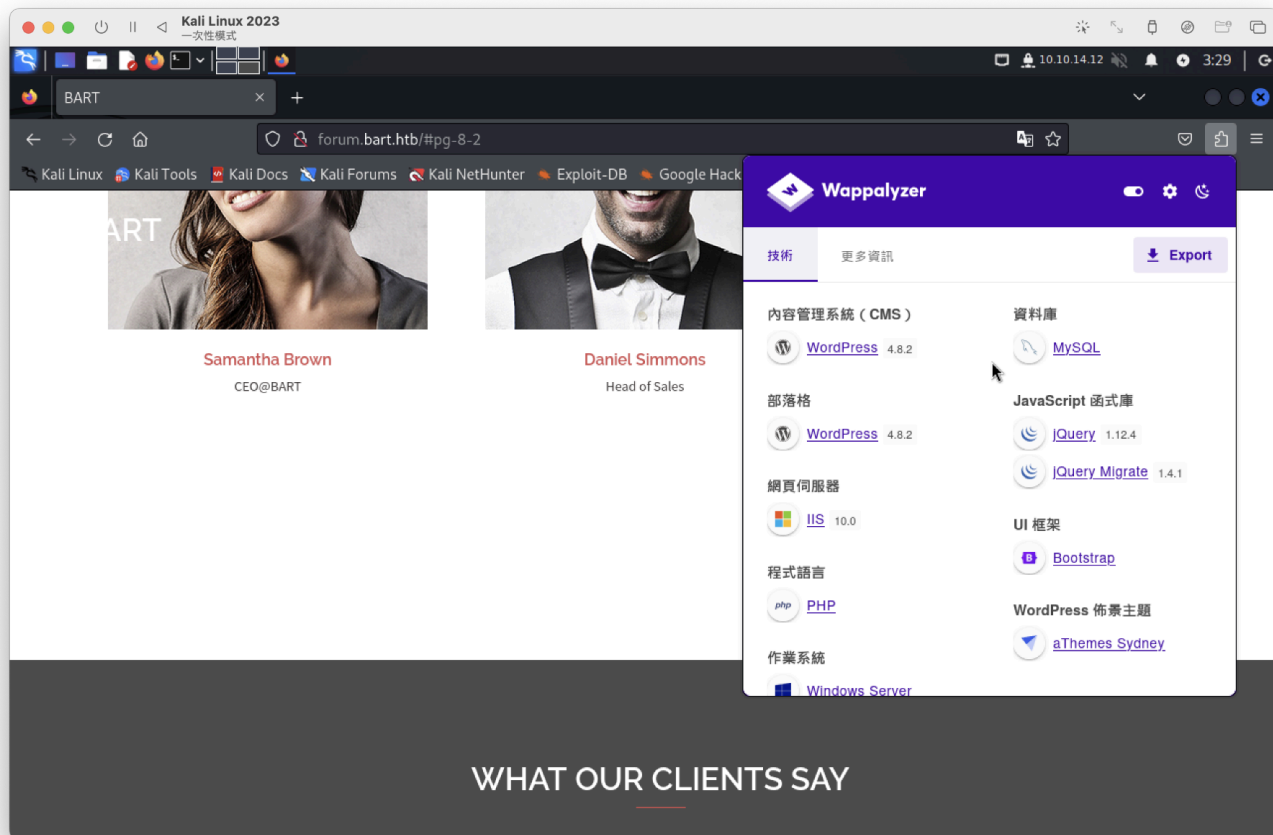 Kali Linux 2023
一次性模式
10.10.14.12
3:29
BART
forum.bart.htb/#pg-8-2
Kali Linux
Kali Tools
Kali Docs
Kali Forums
Kali NetHunter
Exploit-DB
Google Hack
ART
Samantha Brown
CEO@BART
Daniel Simmons
Head of Sales
Wappalyzer
技術
更多資訊
Export
內容管理系統（CMS）
WordPress 4.8.2
部落格
WordPress 4.8.2
網頁伺服器
IIS 10.0
程式語言
php PHP
作業系統
Windows Server
資料庫
MySQL
JavaScript 函式庫
jQuery 1.12.4
jQuery Migrate 1.4.1
UI 框架
B Bootstrap
WordPress 佈景主題
aThemes Sydney
WHAT OUR CLIENTS SAY